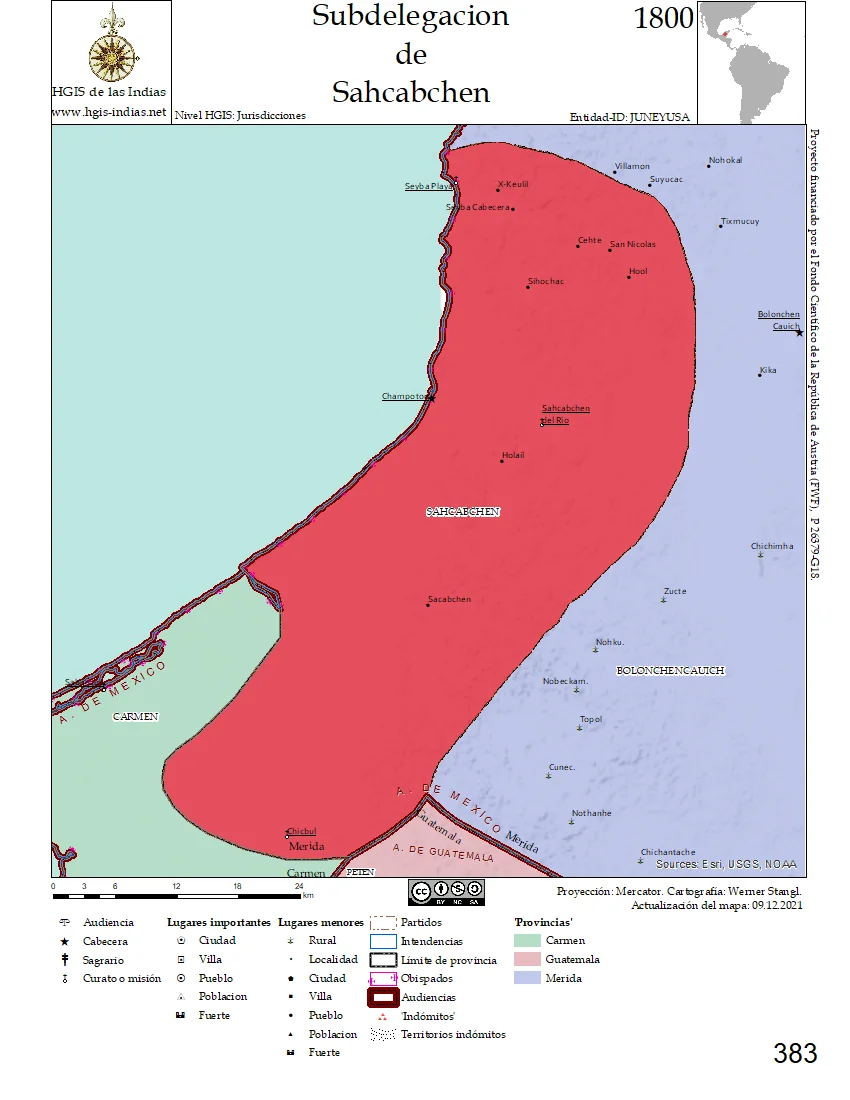 Subdelegacion
de
Sahcabchen
1800
HGIS de las Indias
www.hgis-indias.net
Nivel HGIS: Jurisdicciones
Entidad-ID: JUNEYUSA
Proyecto financiado por el Fondo Científico de la República de Austria (FWF), P 26379-G18.
Villamon
Nohokal
Suyucac
Seyba Playa
X-Keulil
Seyba Cabecera
Tixmucuy
Cehte
San Nicolas
Hool
Sihochac
Bolonchen
Cauich
Kika
Champoton
Sahcabchen
del Rio
Holail
SAHCABCHEN
Chichimha
Zucte
Sacabchen
Nohku.
BOLONCHENCAUICH
Nobeckam.
A. DE MEXICO
CARMEN
Topol
Cunec.
A. DE MEXICO
Nothanhe
Guatemala
Merida
Chicbul
Merida
A. DE GUATEMALA
Chichantache
Carmen
PETEN
Sources: Esri, USGS, NOAA
0 3 6 12 18 24
km
CC BY NC SA
Proyección: Mercator. Cartografía: Werner Stangl.
Actualización del mapa: 09.12.2021
Audiencia
Cabecera
Sagrario
Curato o misión
Lugares importantes
Ciudad
Villa
Pueblo
Poblacion
Fuerte
Lugares menores
Rural
Localidad
Ciudad
Villa
Pueblo
Poblacion
Fuerte
Partidos
Intendencias
Límite de provincia
Obispados
Audiencias
'Indómitos'
Territorios indómitos
'Provincias'
Carmen
Guatemala
Merida
383